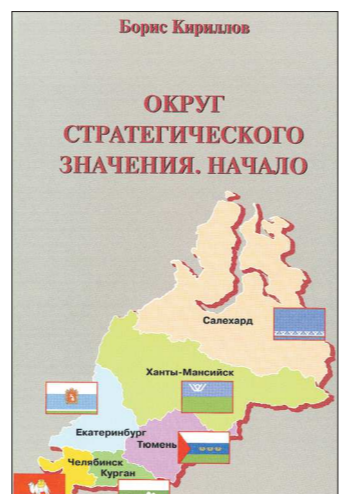 Борис Кириллов
ОКРУГ
СТРАТЕГИЧЕСКОГО
ЗНАЧЕНИЯ. НАЧАЛО
Салехард
Ханты-Мансийск
Екатеринбург
Тюмень
Челябинск
Курган